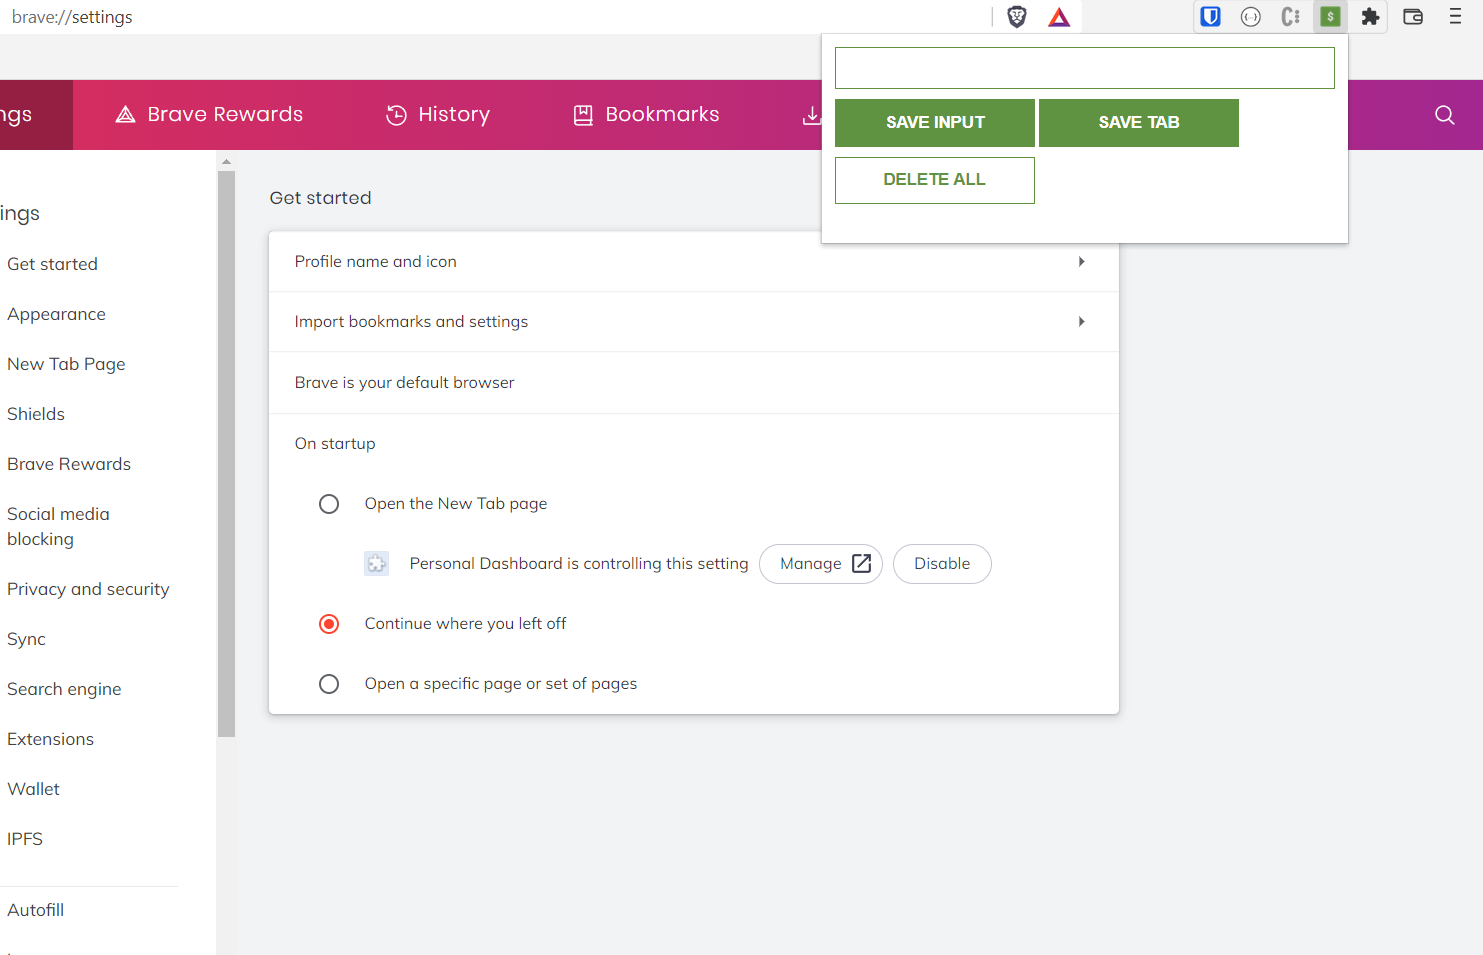 brave://settings
ngs
Brave Rewards
History
Bookmarks
SAVE INPUT
SAVE TAB
DELETE ALL
ings
Get started
Appearance
New Tab Page
Shields
Brave Rewards
Social media
blocking
Privacy and security
Sync
Search engine
Extensions
Wallet
IPFS
Autofill
Get started
Profile name and icon
Import bookmarks and settings
Brave is your default browser
On startup
Open the New Tab page
Personal Dashboard is controlling this setting
Manage
Disable
Continue where you left off
Open a specific page or set of pages